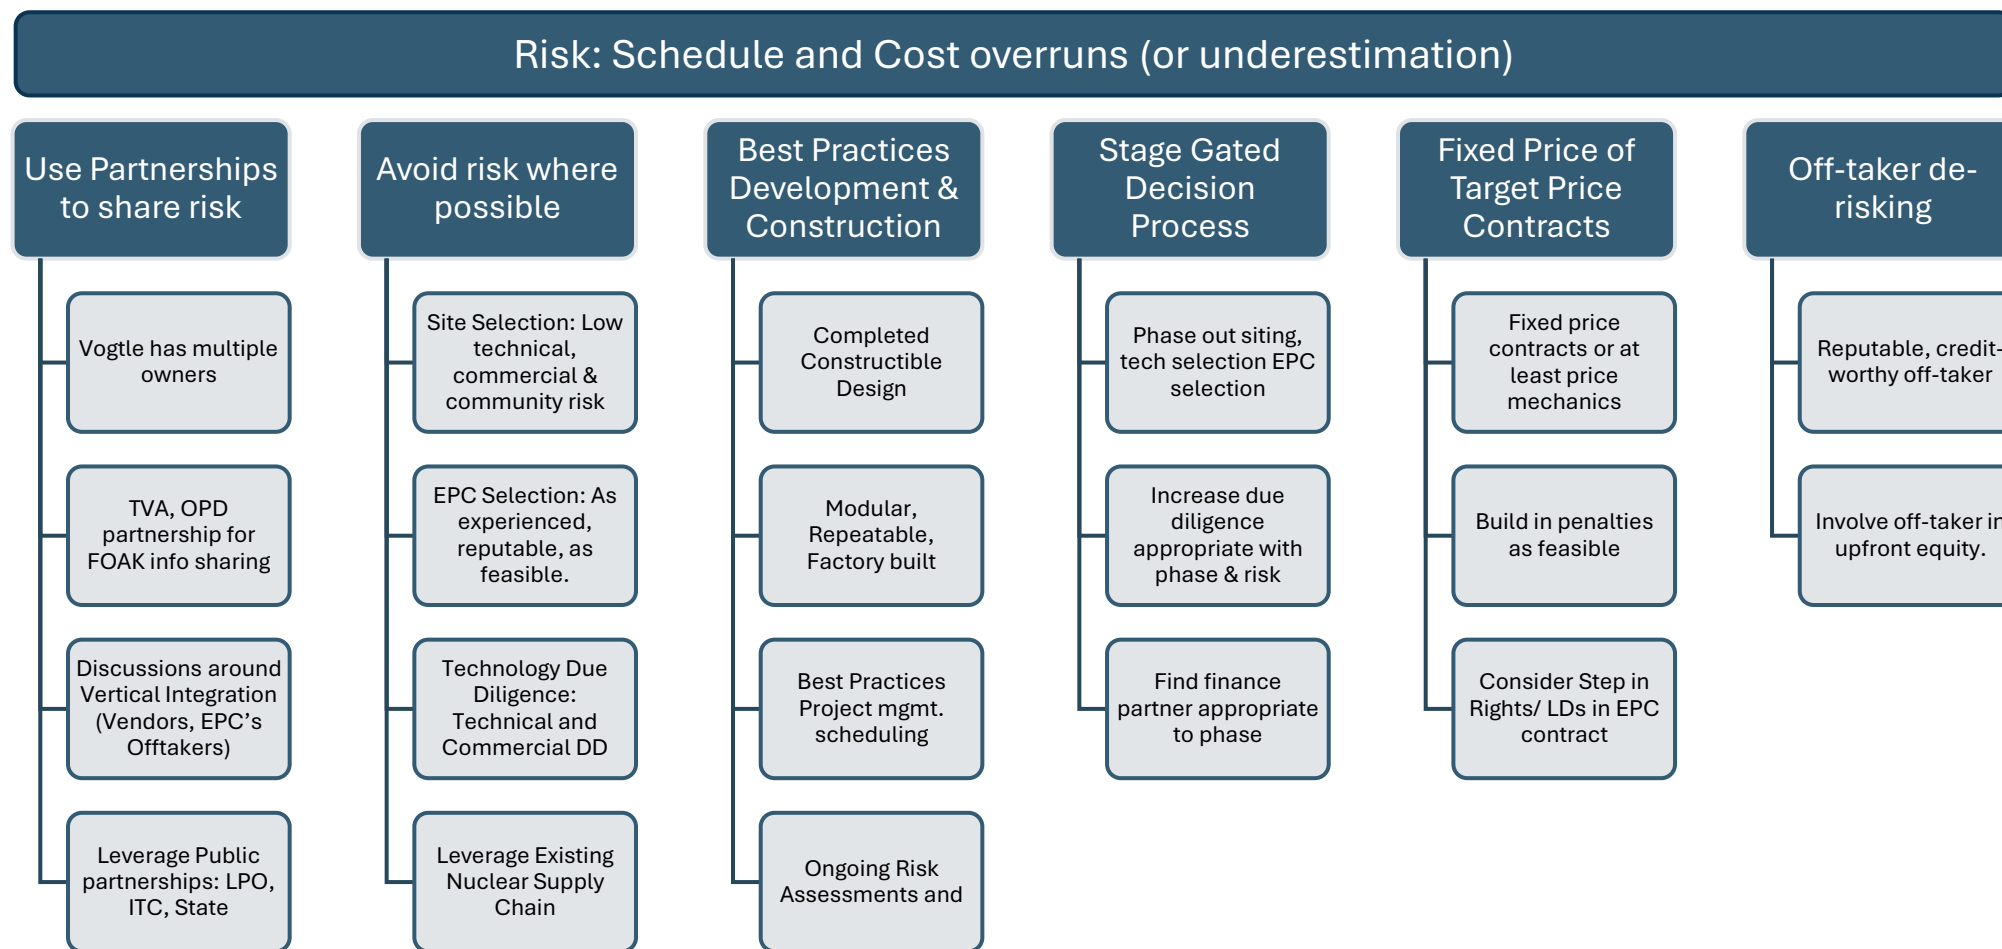 Risk: Schedule and Cost overruns (or underestimation)
Use Partnerships
to share risk
Vogtle has multiple
owners
TVA, OPD
partnership for
FOAK info sharing
Discussions around
Vertical Integration
(Vendors, EPC’s
Offtakers)
Leverage Public
partnerships: LPO,
ITC, State
Avoid risk where
possible
Site Selection: Low
technical,
commercial &
community risk
EPC Selection: As
experienced,
reputable, as
feasible.
Technology Due
Diligence:
Technical and
Commercial DD
Leverage Existing
Nuclear Supply
Chain
Best Practices
Development &
Construction
Completed
Constructible
Design
Modular,
Repeatable,
Factory built
Best Practices
Project mgmt.
scheduling
Ongoing Risk
Assessments and
Stage Gated
Decision
Process
Phase out siting,
tech selection EPC
selection
Increase due
diligence
appropriate with
phase & risk
Find finance
partner appropriate
to phase
Fixed Price of
Target Price
Contracts
Fixed price
contracts or at
least price
mechanics
Build in penalties
as feasible
Consider Step in
Rights/ LDs in EPC
contract
Off-taker de-
risking
Reputable, credit-
worthy off-taker
Involve off-taker in
upfront equity.